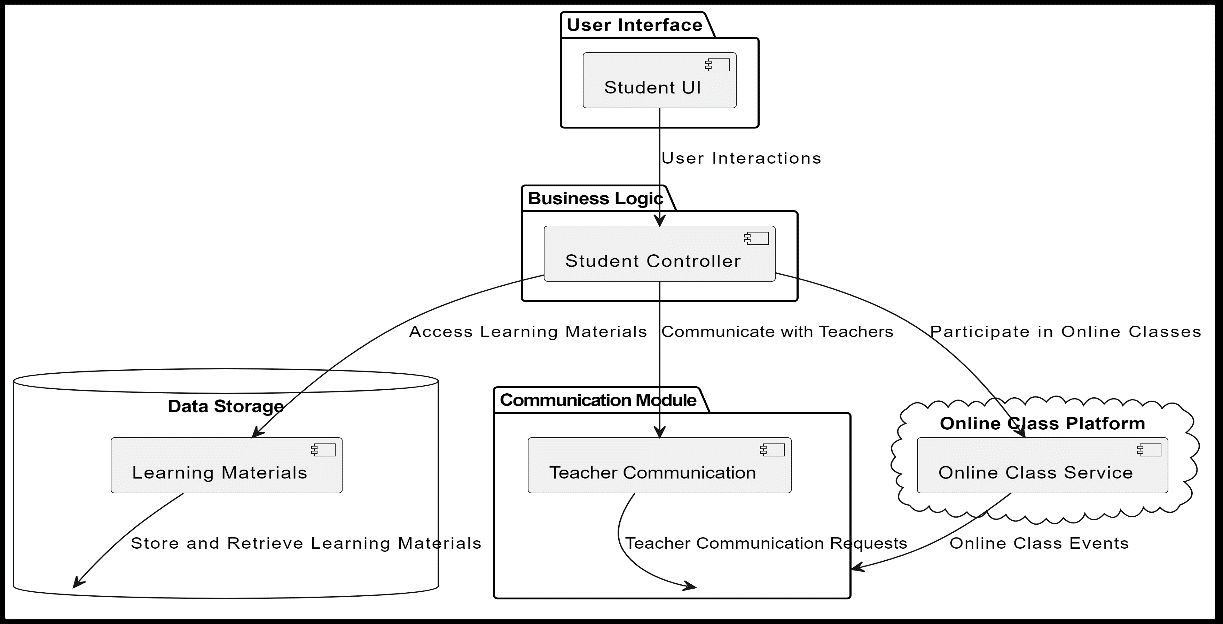 User Interface
Student UI
User Interactions
Business Logic
Student Controller
Access Learning Materials
Communicate with Teachers
Participate in Online Classes
Data Storage
Communication Module
Online Class Platform
Learning Materials
Teacher Communication
Online Class Service
Store and Retrieve Learning Materials
Teacher Communication Requests
Online Class Events